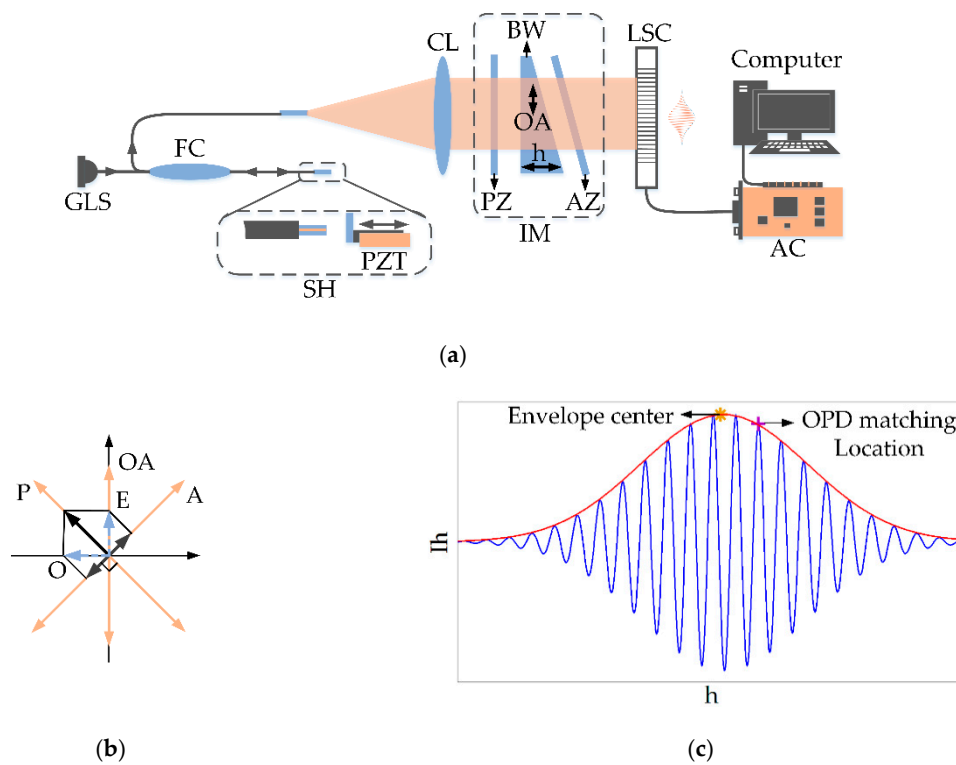 BW
LSC
CL
Computer
OA
FC
h
GLS
PZ
AZ
IM
AC
PZT
SH
(a)
Envelope center
OPD matching
Location
OA
P
E
A
O
Ih
h
(b)
(c)